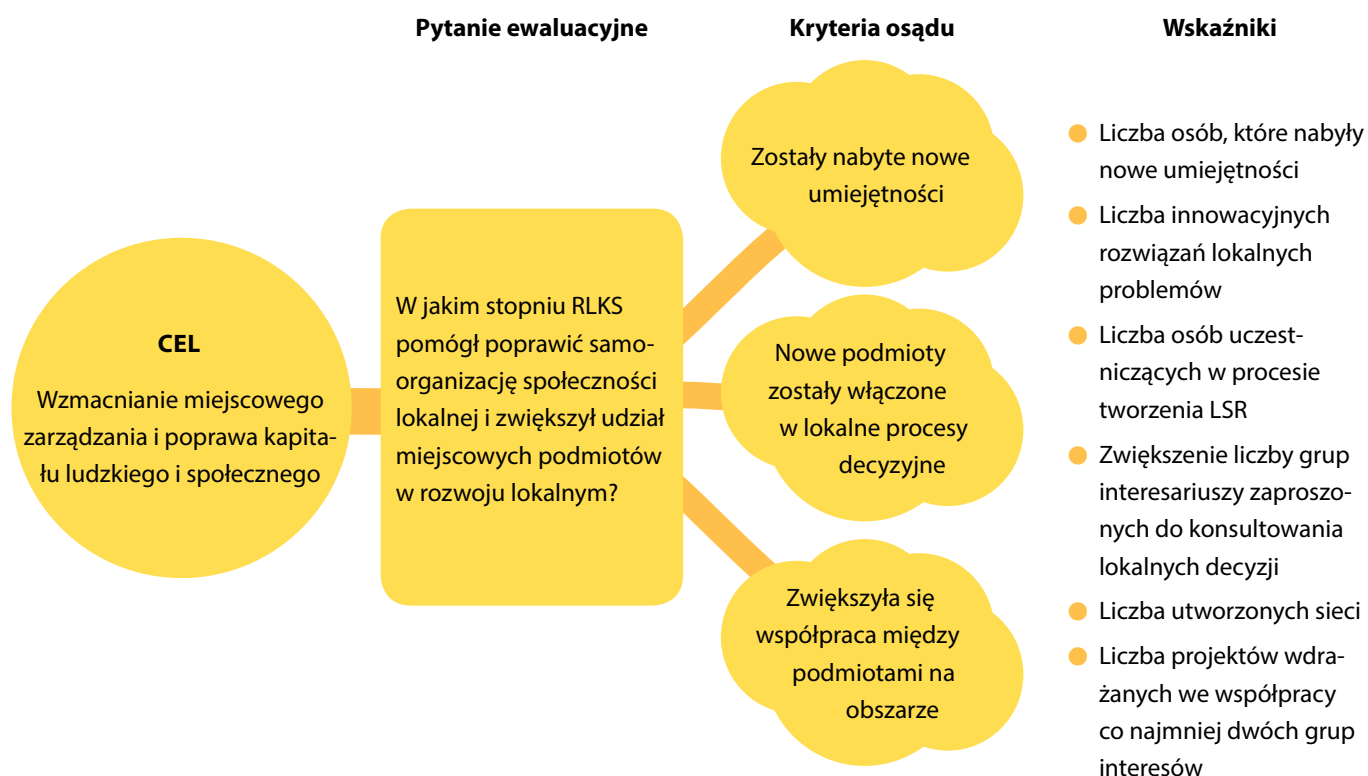 Pytanie ewaluacyjne
Kryteria osądu
Wskaźniki
CEL
Wzmacnianie miejscowego
zarządzania i poprawa kapita-
łu ludzkiego i społecznego
W jakim stopniu RLKS
pomógł poprawić samo-
organizację społeczności
lokalnej i zwiększył udział
miejscowych podmiotów
w rozwoju lokalnym?
Zostały nabyte nowe
umiejętności
Nowe podmioty
zostały włączone
w lokalne procesy
decyzyjne
Zwiększyła się
współpraca między
podmiotami na
obszarze
Liczba osób, które nabyły
nowe umiejętności
Liczba innowacyjnych
rozwiązań lokalnych
problemów
Liczba osób uczest-
niczących w procesie
tworzenia LSR
Zwiększenie liczby grup
interesariuszy zaproszo-
nych do konsultowania
lokalnych decyzji
Liczba utworzonych sieci
Liczba projektów wdra-
żanych we współpracy
co najmniej dwóch grup
interesów